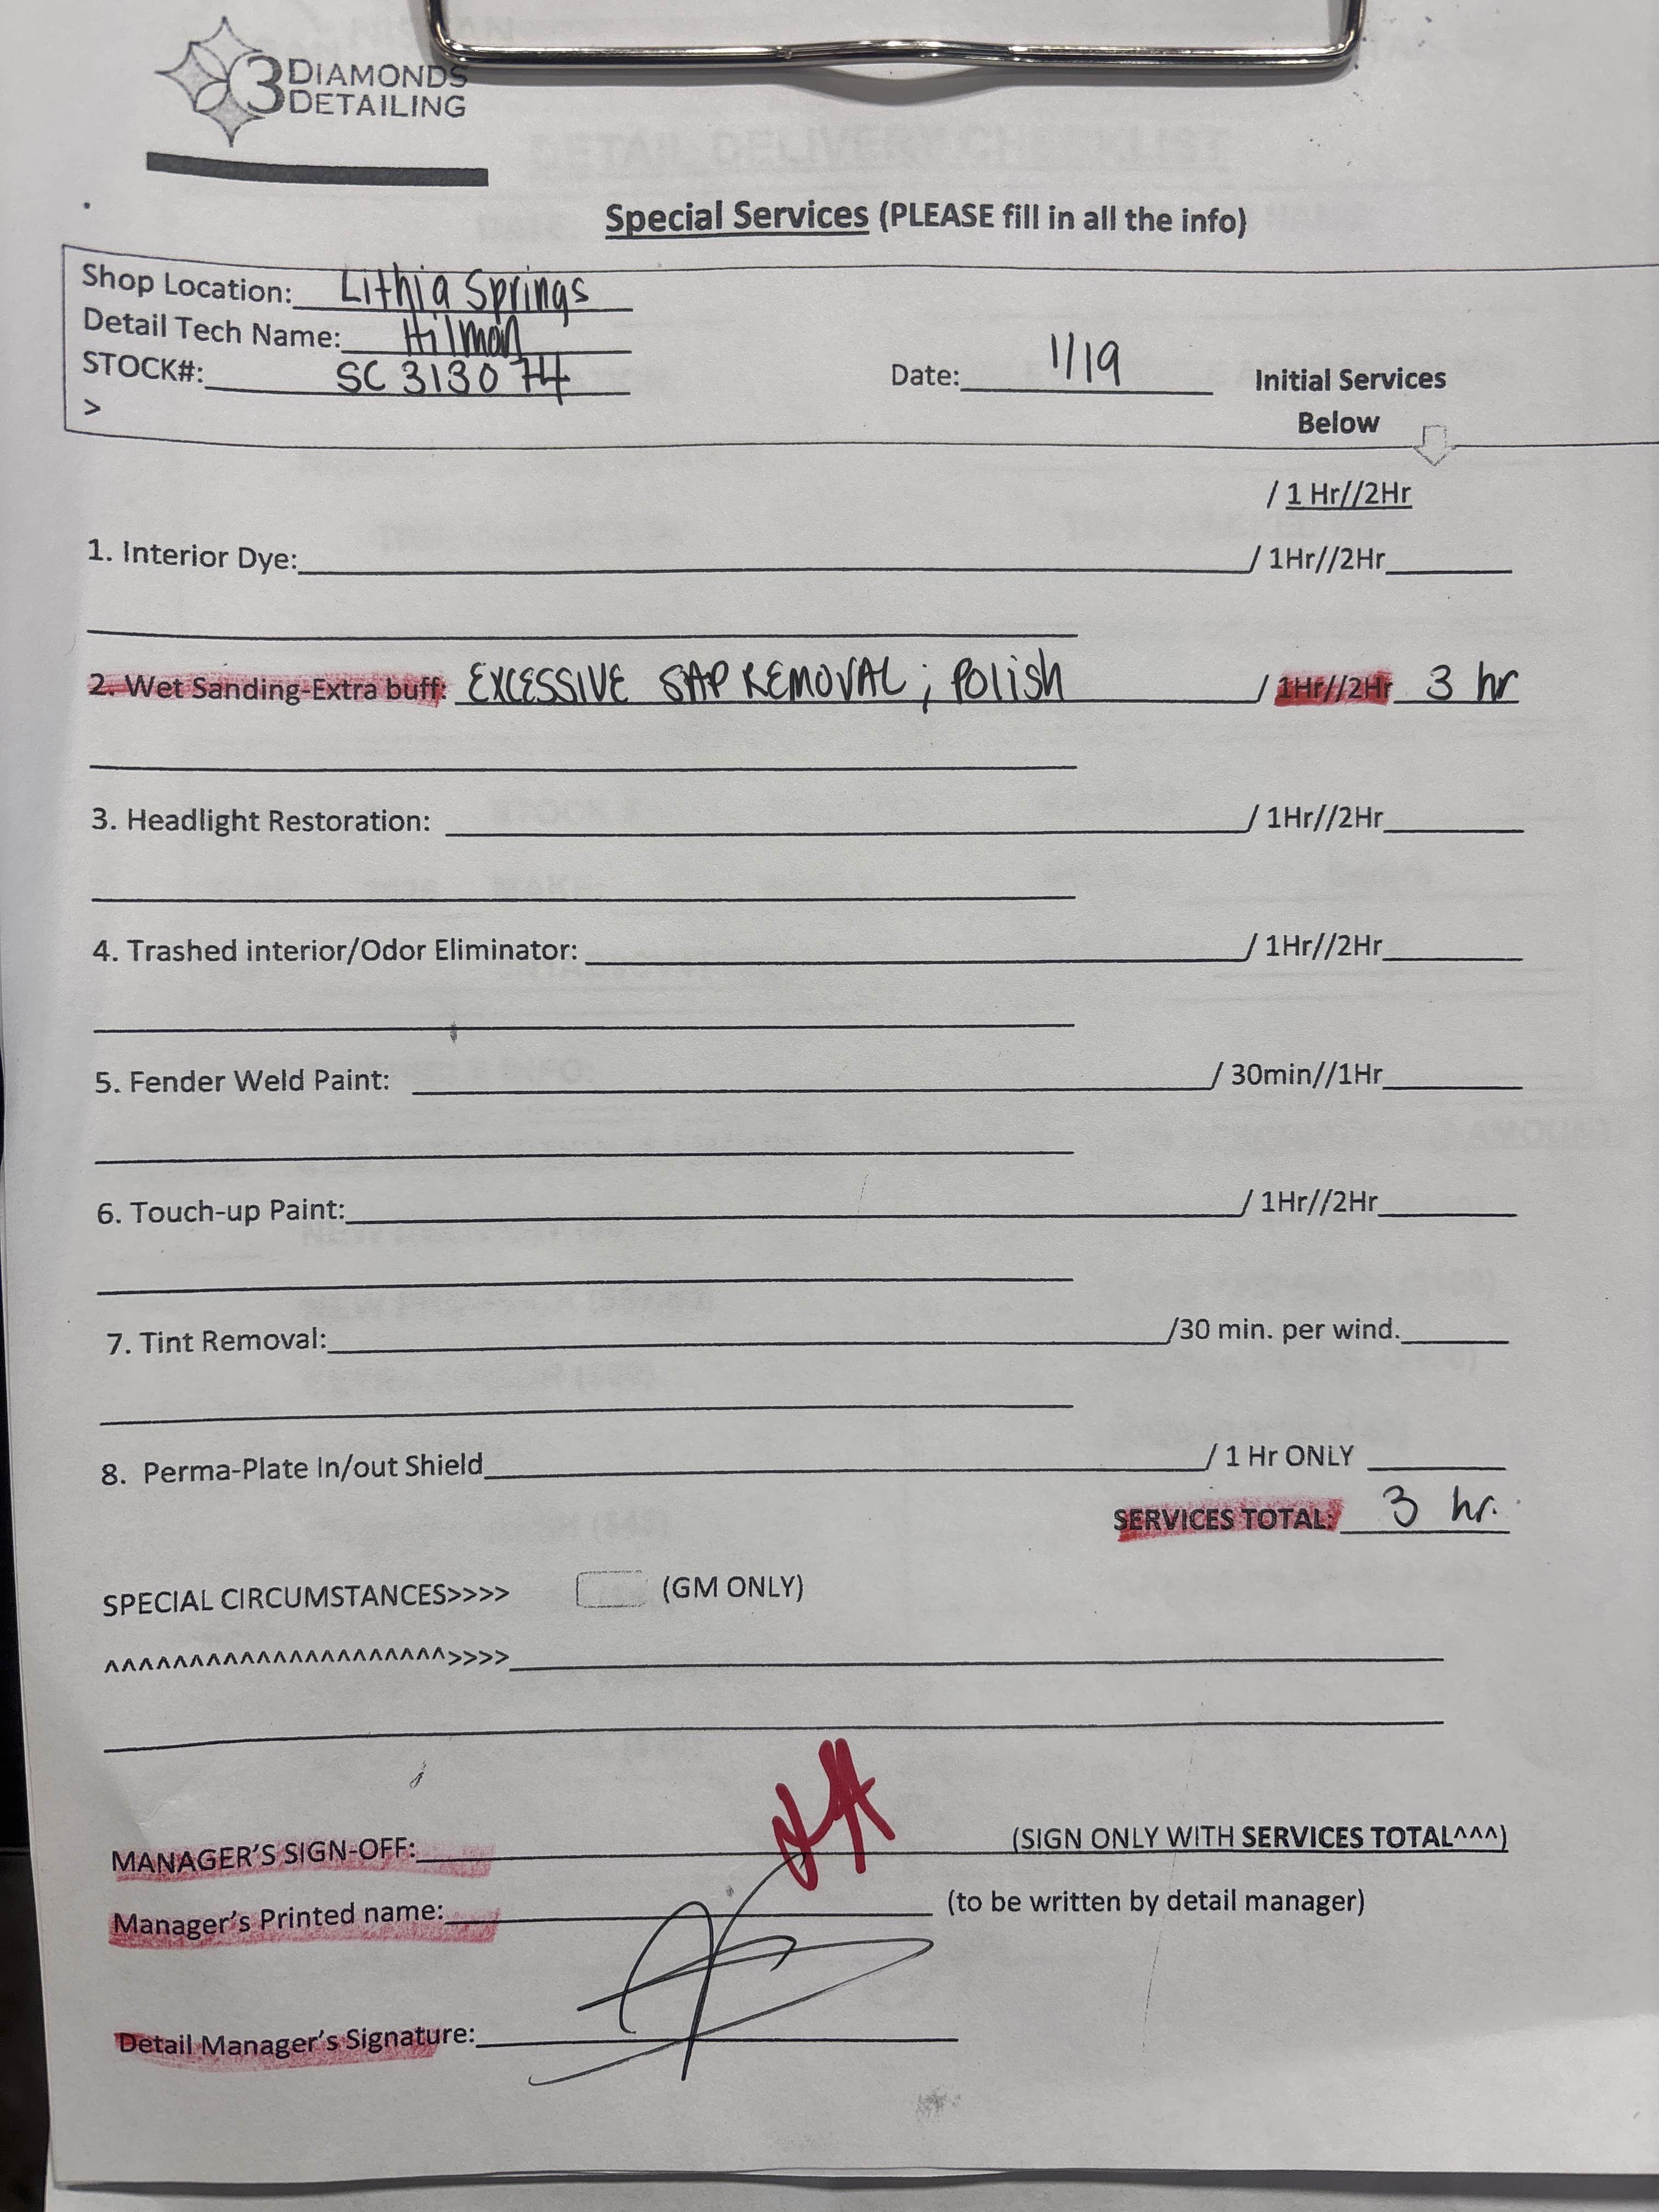 3 DIAMONDS
DETAILING
Special Services (PLEASE fill in all the info)
Shop Location: Lithia Springs
Detail Tech Name: Hilman
STOCK#: SC313074 Date: 1/19 Initial Services
> Below
/ 1 Hr//2Hr
1. Interior Dye: / 1Hr//2Hr
2. Wet Sanding-Extra buff: EXCESSIVE SAP REMOVAL; Polish / 1Hr//2Hr 3 hr
3. Headlight Restoration: / 1Hr//2Hr
4. Trashed interior/Odor Eliminator: / 1Hr//2Hr
5. Fender Weld Paint: / 30min//1Hr
6. Touch-up Paint: / 1Hr//2Hr
7. Tint Removal: /30 min. per wind.
8. Perma-Plate In/out Shield / 1 Hr ONLY
SERVICES TOTAL: 3 hr.
SPECIAL CIRCUMSTANCES>>>> (GM ONLY)
^^^^^^^^^^^^^^^^^^^^>>>>
MANAGER'S SIGN-OFF: (SIGN ONLY WITH SERVICES TOTAL^^^)
Manager's Printed name: (to be written by detail manager)
Detail Manager's Signature: